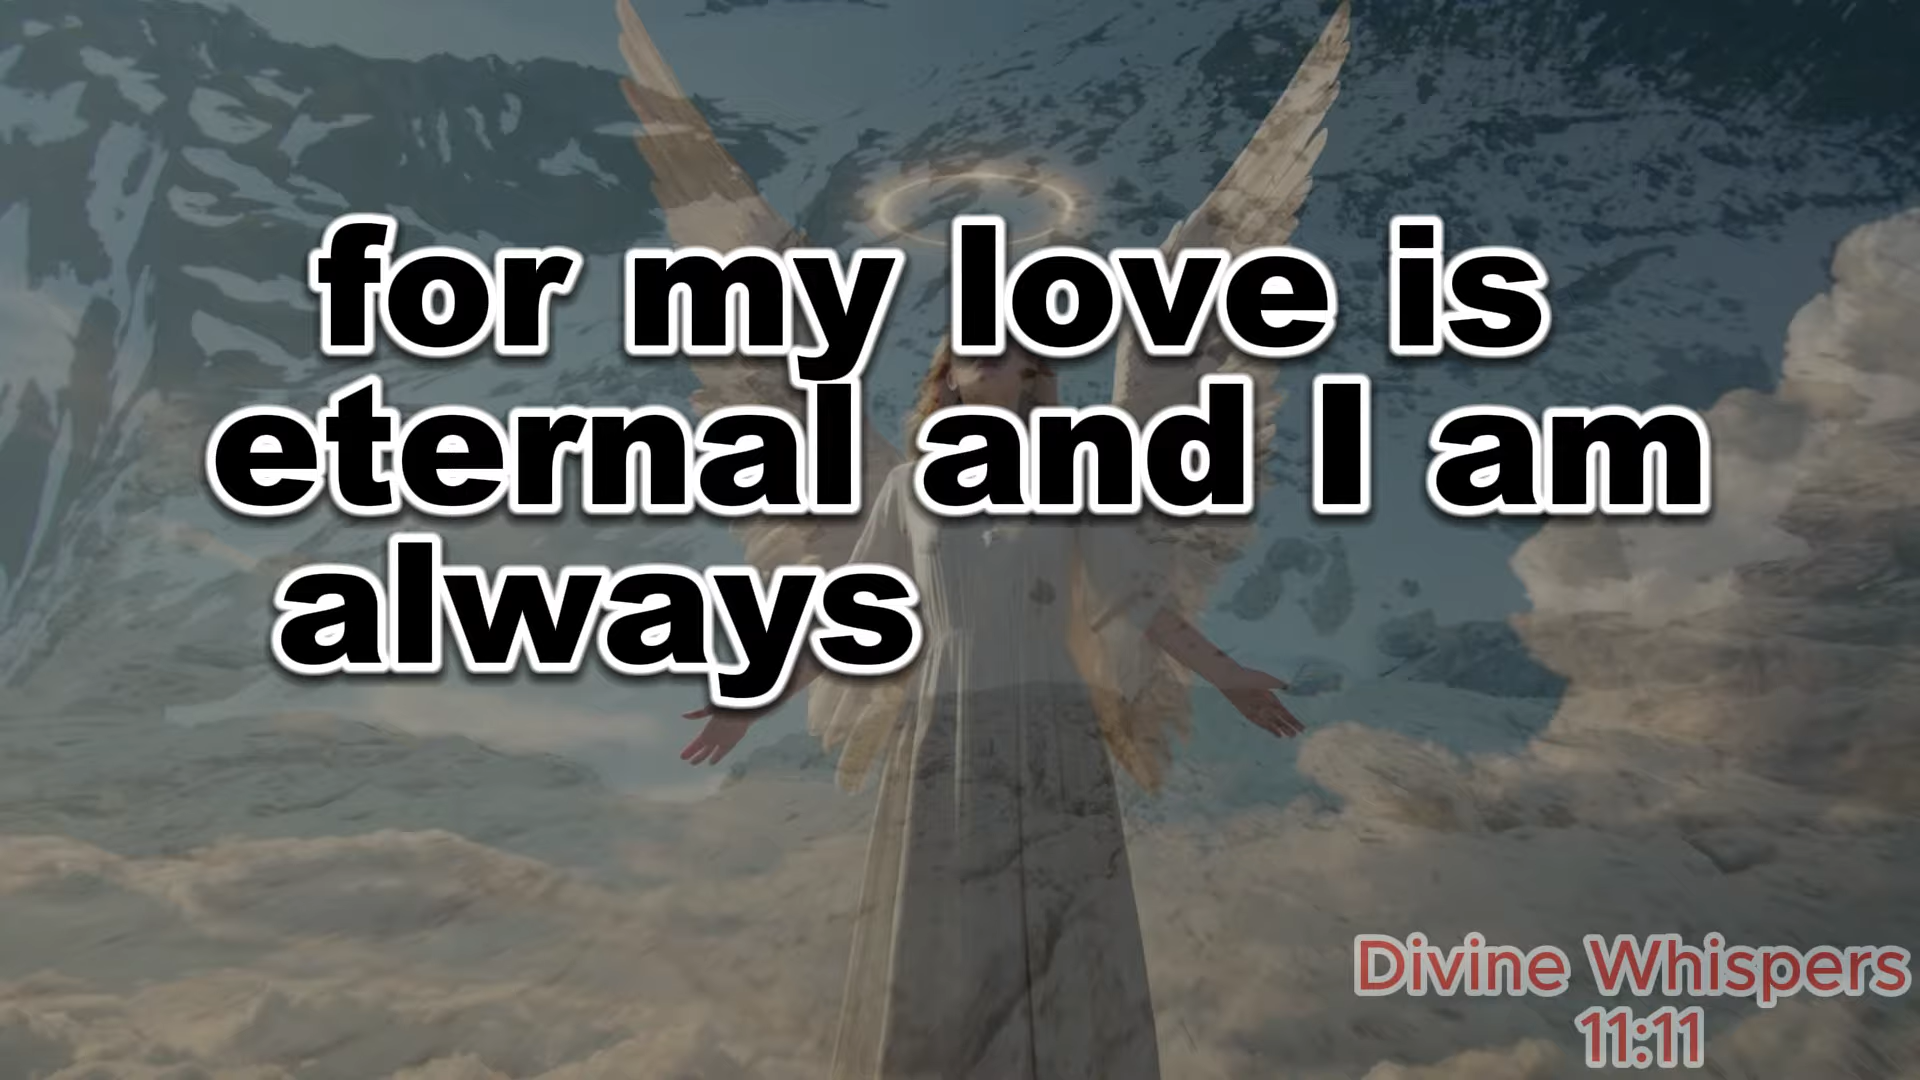 for my love is
eternal and I am
always
Divine Whispers
11:11